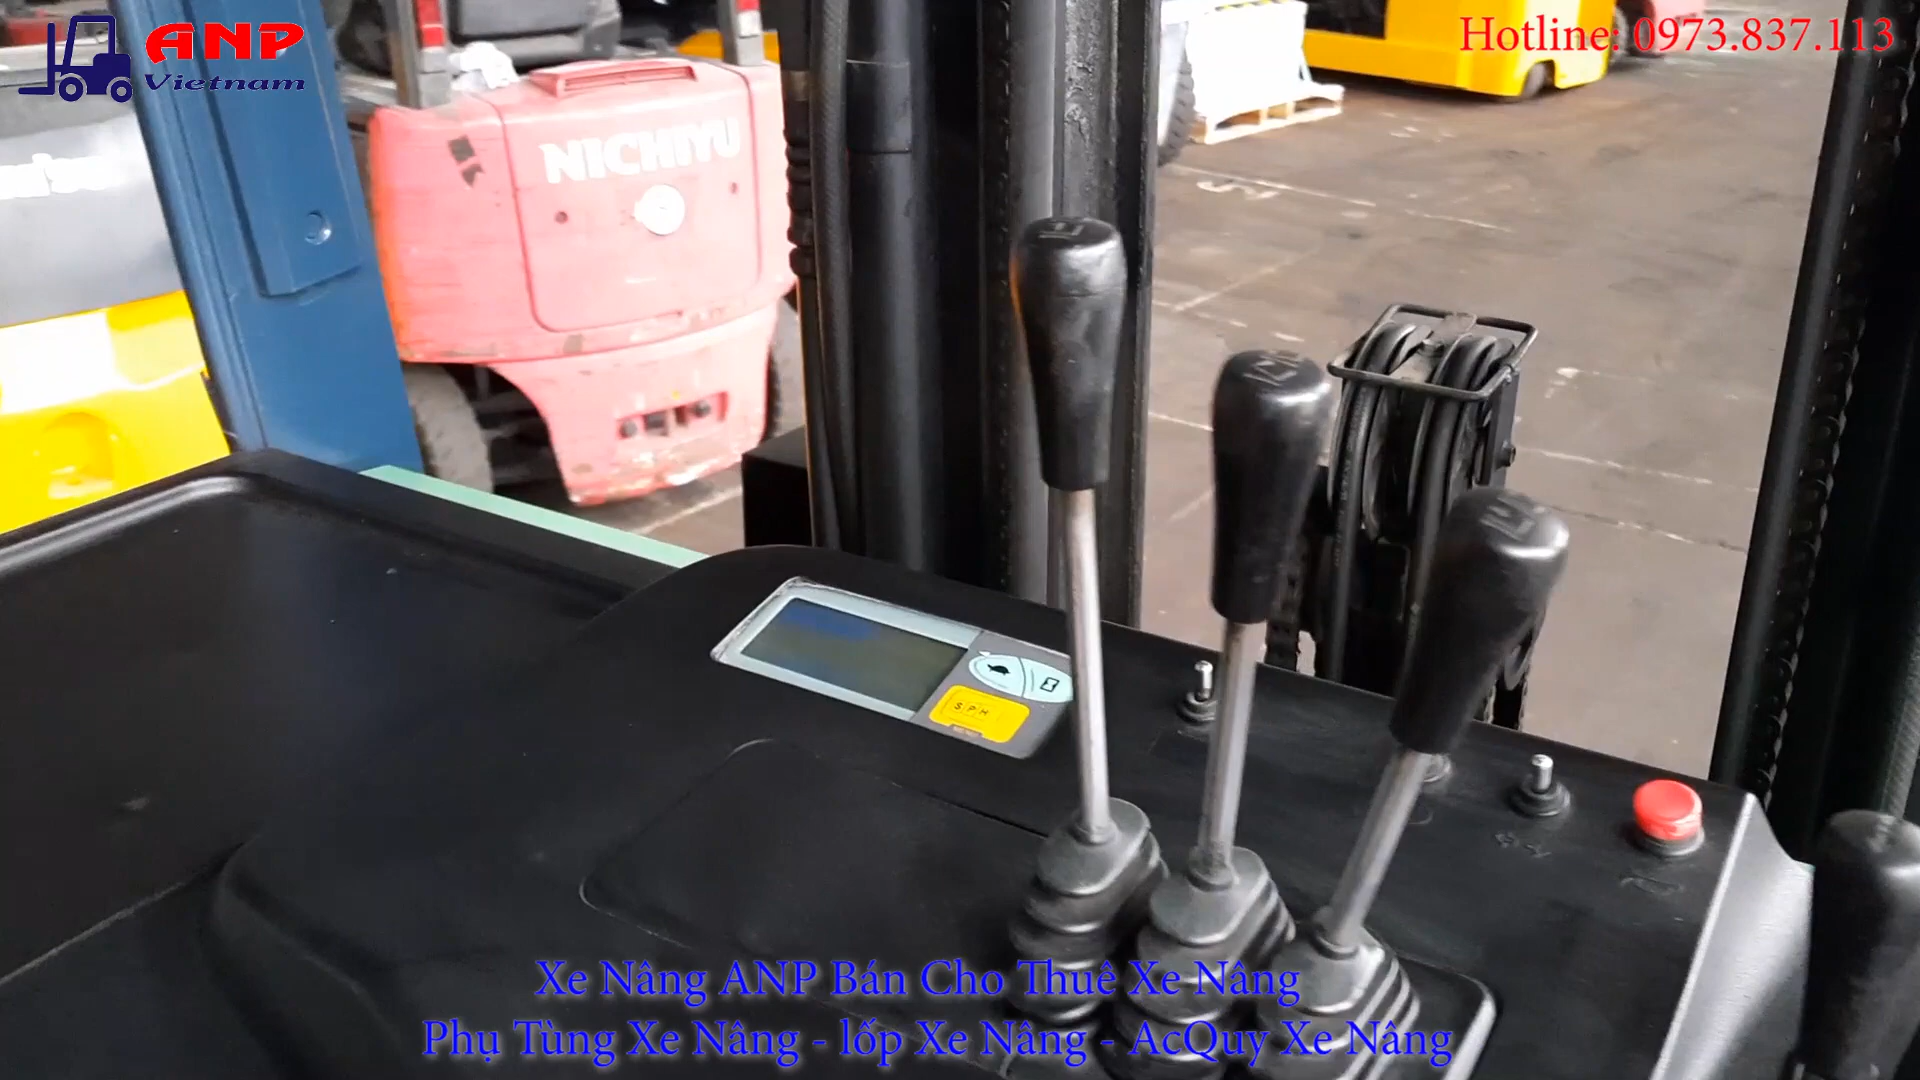 ANP
Vietnam
Hotline: 0973.837.113
NICHIYU
S P H
Xe Nâng ANP Bán Cho Thuê Xe Nâng
Phụ Tùng Xe Nâng - lốp Xe Nâng - AcQuy Xe Nâng